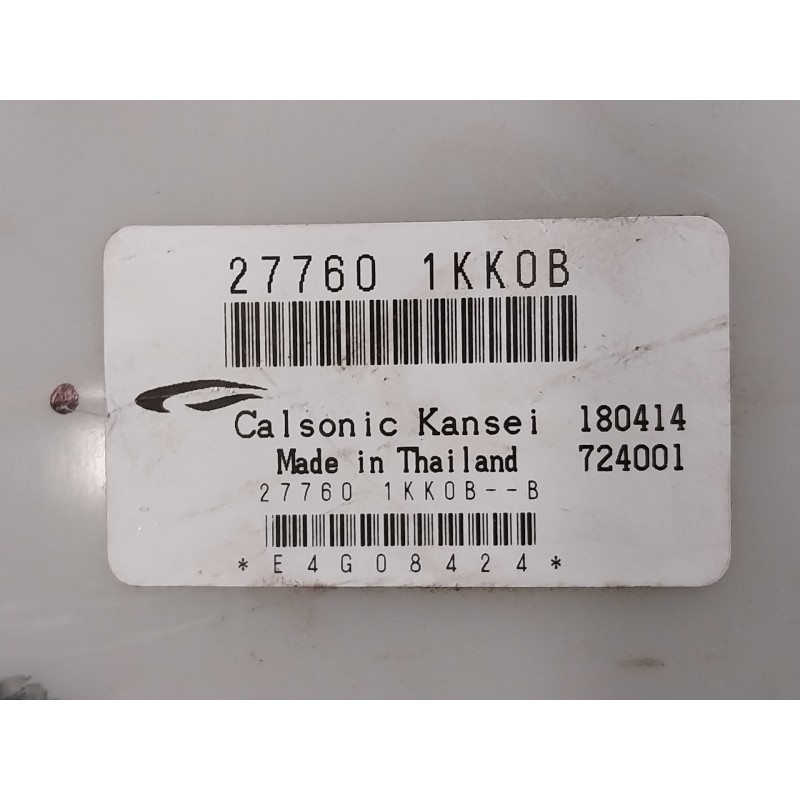 27760 1KK0B
Calsonic Kansei 180414
Made in Thailand 724001
27760 1KK0B--B
*E4G08424*